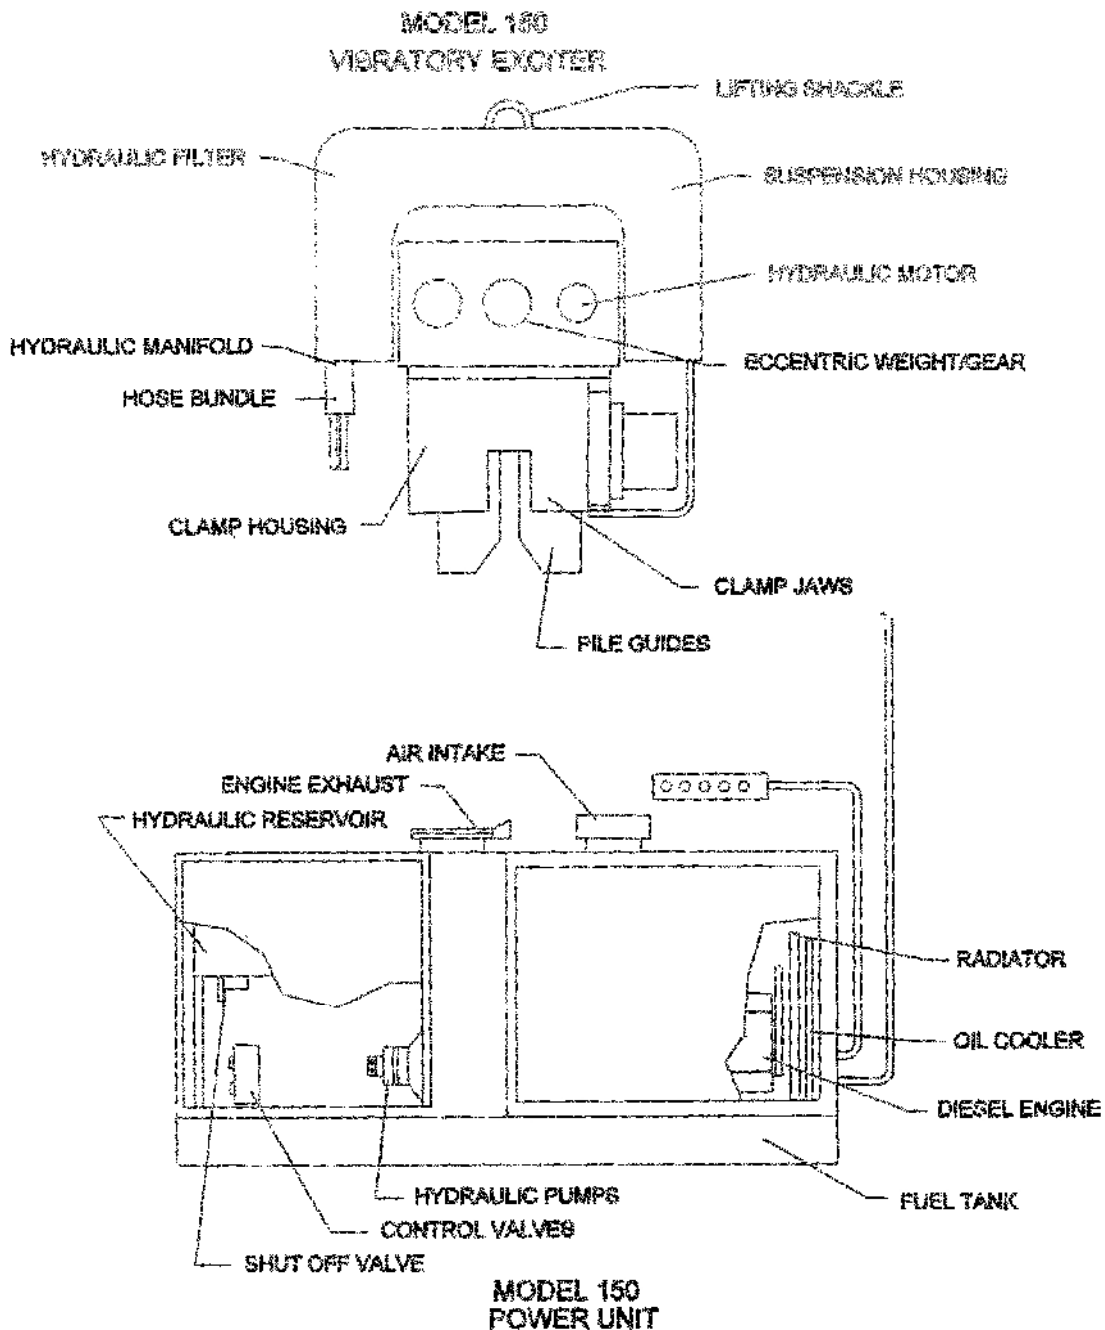 MODEL 150
VIBRATORY EXCITER
LIFTING SHACKLE
HYDRAULIC FILTER
SUSPENSION HOUSING
HYDRAULIC MOTOR
HYDRAULIC MANIFOLD
ECCENTRIC WEIGHT/GEAR
HOSE BUNDLE
CLAMP HOUSING
CLAMP JAWS
PILE GUIDES
AIR INTAKE
ENGINE EXHAUST
HYDRAULIC RESERVOIR
RADIATOR
OIL COOLER
DIESEL ENGINE
HYDRAULIC PUMPS
FUEL TANK
CONTROL VALVES
SHUT OFF VALVE
MODEL 150
POWER UNIT